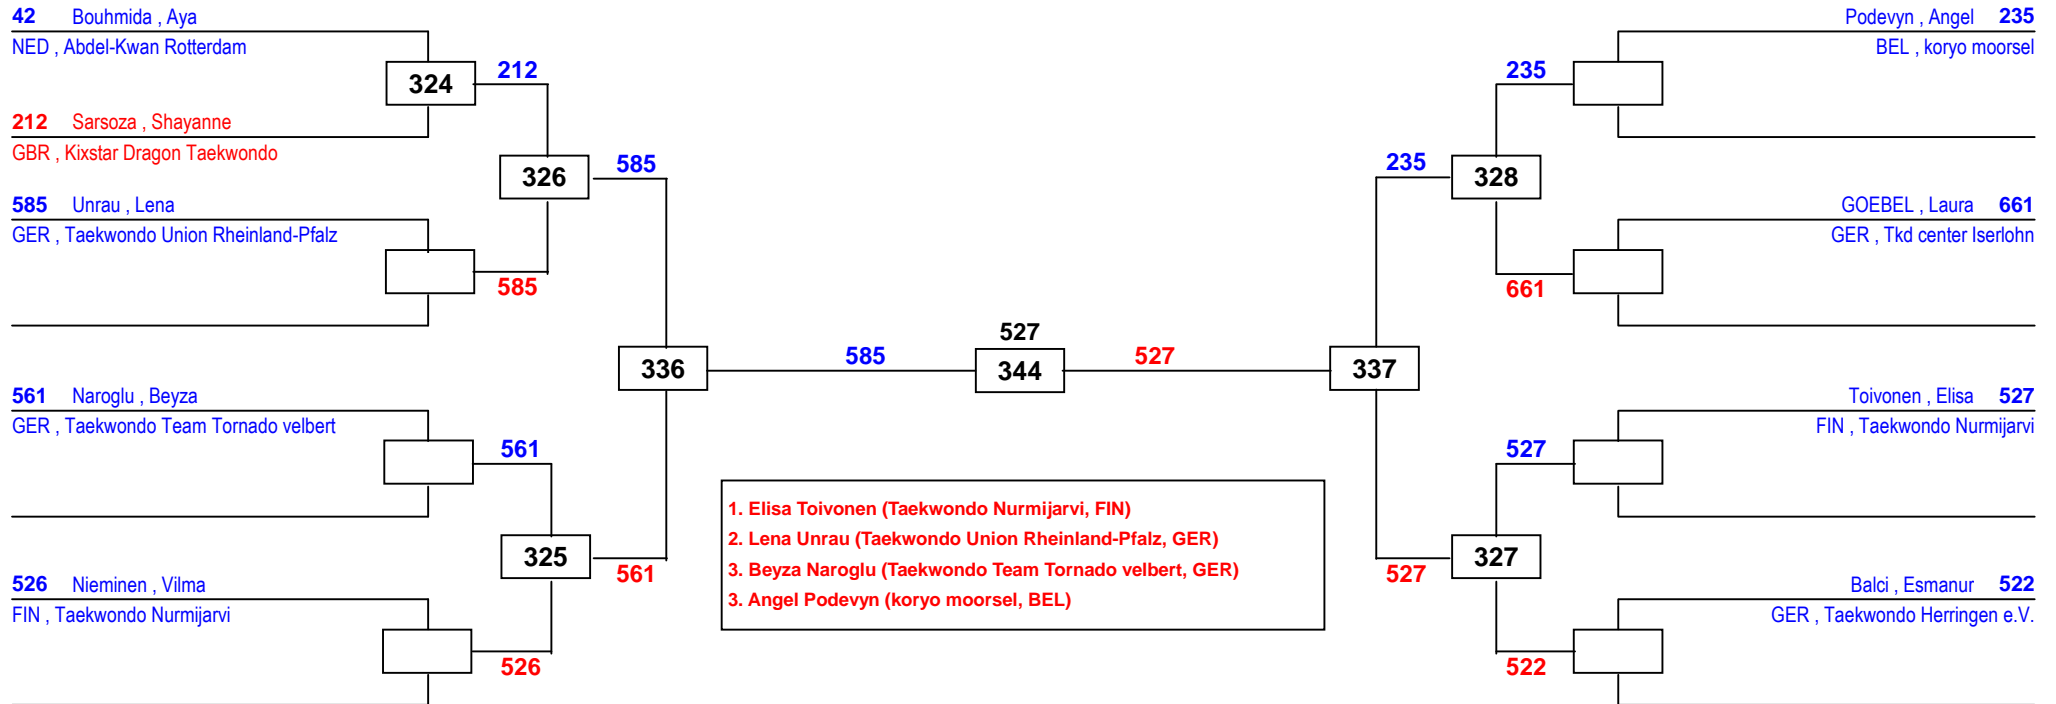 42 Bouhmida , Aya
NED , Abdel-Kwan Rotterdam
324
212
212 Sarsoza , Shayanne
GBR , Kixstar Dragon Taekwondo
326
585
585 Unrau , Lena
GER , Taekwondo Union Rheinland-Pfalz
585
336
585
561 Naroglu , Beyza
GER , Taekwondo Team Tornado velbert
561
325
561
526 Nieminen , Vilma
FIN , Taekwondo Nurmijarvi
526
527
344
527
1. Elisa Toivonen (Taekwondo Nurmijarvi, FIN)
2. Lena Unrau (Taekwondo Union Rheinland-Pfalz, GER)
3. Beyza Naroglu (Taekwondo Team Tornado velbert, GER)
3. Angel Podevyn (koryo moorsel, BEL)
Podevyn , Angel 235
BEL , koryo moorsel
235
235
328
GOEBEL , Laura 661
GER , Tkd center Iserlohn
661
337
Toivonen , Elisa 527
FIN , Taekwondo Nurmijarvi
527
327
527
Balci , Esmanur 522
GER , Taekwondo Herringen e.V.
522